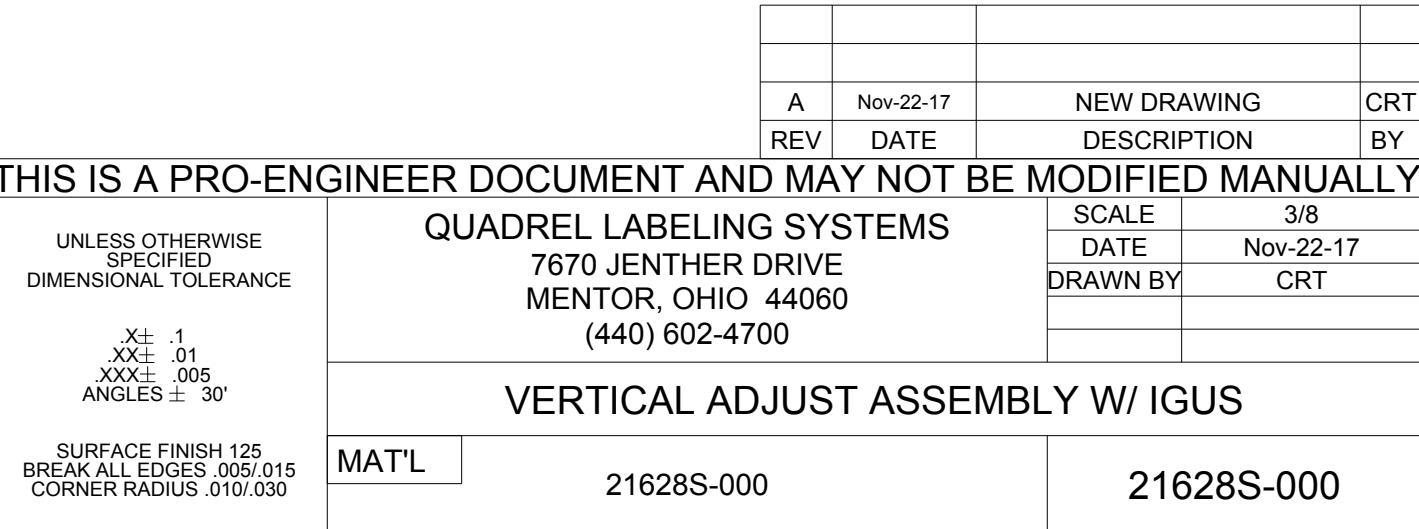 A Nov-22-17 NEW DRAWING CRT
REV DATE DESCRIPTION BY
THIS IS A PRO-ENGINEER DOCUMENT AND MAY NOT BE MODIFIED MANUALLY
UNLESS OTHERWISE
SPECIFIED
DIMENSIONAL TOLERANCE
.X± .1
.XX± .01
.XXX± .005
ANGLES ± 30'
SURFACE FINISH 125
BREAK ALL EDGES .005/.015
CORNER RADIUS .010/.030
QUADREL LABELING SYSTEMS
7670 JENTHER DRIVE
MENTOR, OHIO 44060
(440) 602-4700
SCALE 3/8
DATE Nov-22-17
DRAWN BY CRT
VERTICAL ADJUST ASSEMBLY W/ IGUS
MAT'L
21628S-000
21628S-000